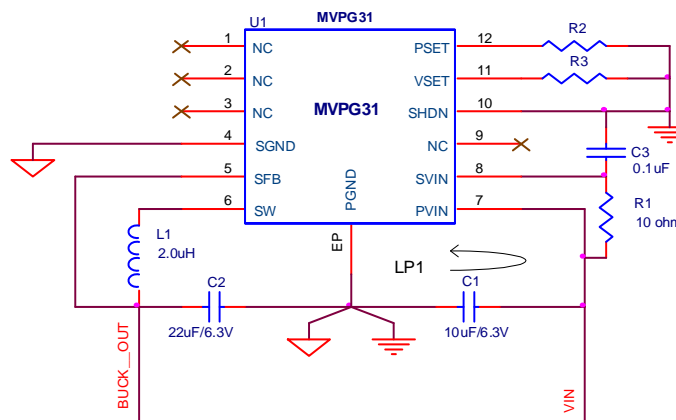 U1
MVPG31
1 NC
2 NC
3 NC
4 SGND
5 SFB
6 SW
MVPG31
PGND
EP
PSET 12
VSET 11
SHDN 10
NC 9
SVIN 8
PVIN 7
R2
R3
C3
0.1uF
R1
10 ohm
L1
2.0uH
LP1
C2
22uF/6.3V
C1
10uF/6.3V
BUCK_OUT
VIN